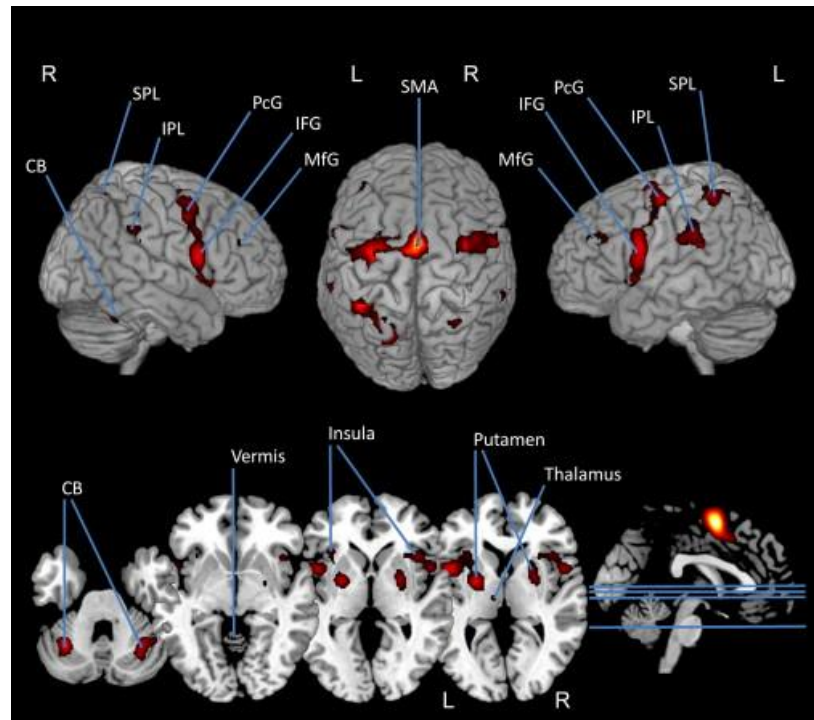 R
L
R
L
SPL
IPL
PcG
IFG
MfG
CB
SMA
PcG
SPL
IFG
IPL
MfG
CB
Vermis
Insula
Putamen
Thalamus
L
R